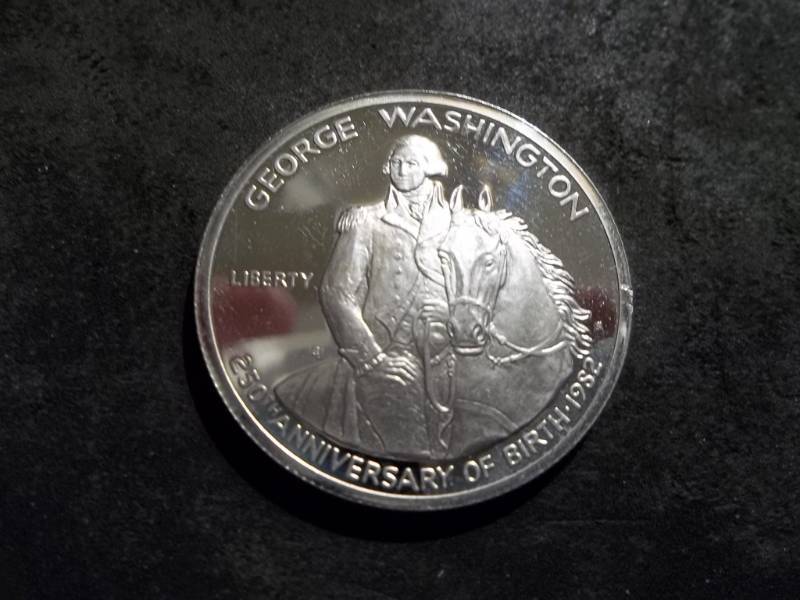 GEORGE WASHINGTON
LIBERTY
250TH ANNIVERSARY OF BIRTH·1982